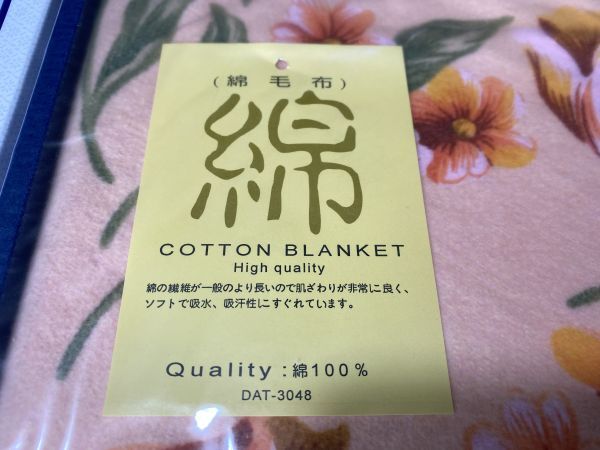 (綿毛布)
綿
COTTON BLANKET
High quality
綿の繊維が一般のより長いので肌ざわりが非常に良く、
ソフトで吸水、吸汗性にすぐれています。
Quality:綿100%
DAT-3048